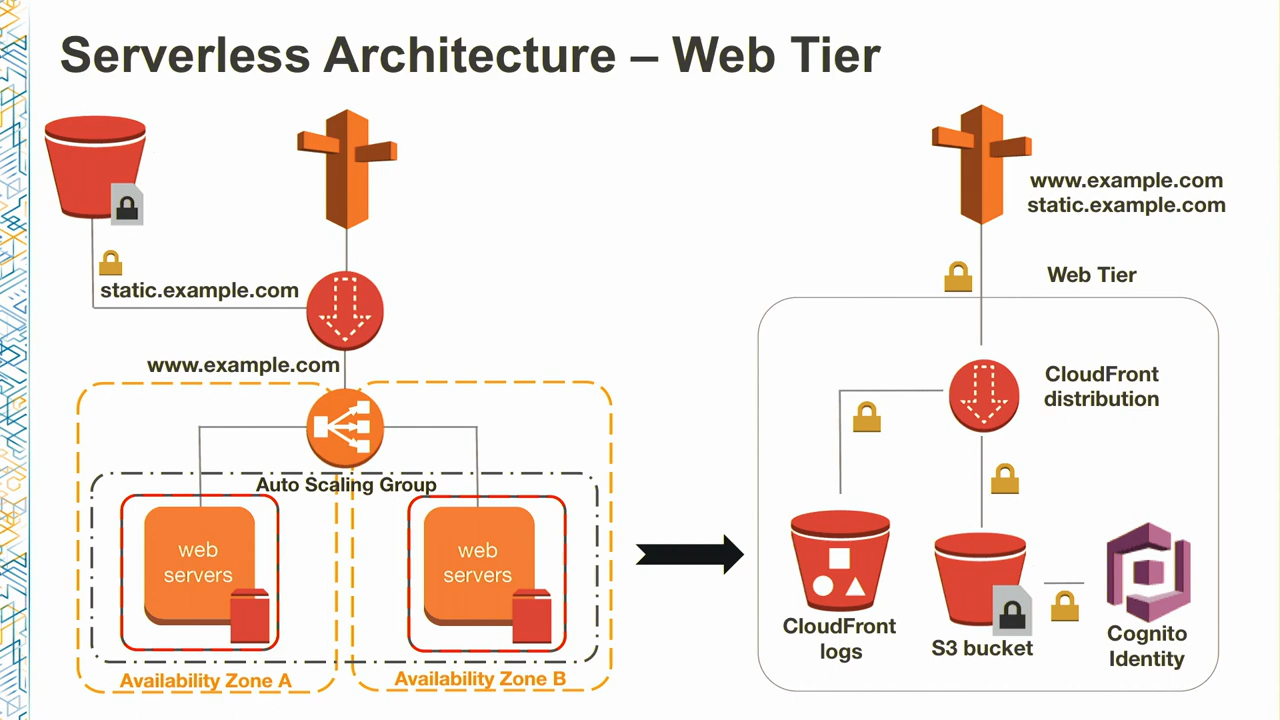 Serverless Architecture – Web Tier
static.example.com
www.example.com
Auto Scaling Group
web
servers
web
servers
Availability Zone A
Availability Zone B
www.example.com
static.example.com
Web Tier
CloudFront
distribution
CloudFront
logs
S3 bucket
Cognito
Identity